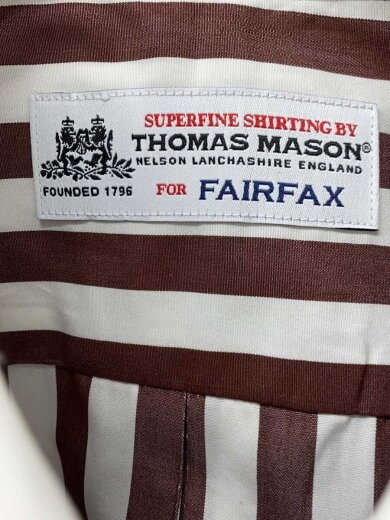 SUPERFINE SHIRTING BY
THOMAS MASON®
NELSON LANCHASHIRE ENGLAND
FOUNDED 1796
FOR FAIRFAX